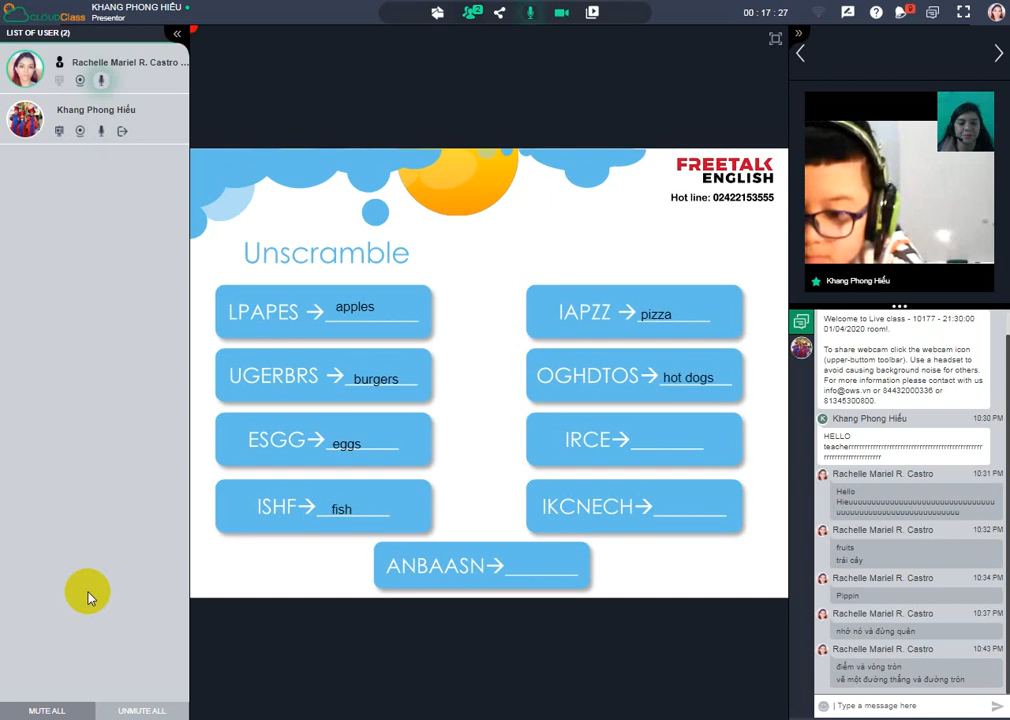 CLOUDClass
KHANG PHONG HIẾU
Presentor
2
00 : 17 : 27
LIST OF USER (2)
Rachelle Mariel R. Castro ...
Khang Phong Hiếu
MUTE ALL
UNMUTE ALL
FREETALK
ENGLISH
Hot line: 02422153555
Unscramble
LPAPES → apples
IAPZZ → pizza
UGERBRS → burgers
OGHDTOS→ hot dogs
ESGG→ eggs
IRCE→________
ISHF→ fish
IKCNECH→________
ANBAASN→________
Khang Phong Hiếu
Welcome to Live class - 10177 - 21:30:00
01/04/2020 room!.
To share webcam click the webcam icon
(upper-buttom toolbar). Use a headset to
avoid causing background noise for others.
For more information please contact with us
info@ows.vn or 84432000336 or
81345300800.
K Khang Phong Hiếu 10:30 PM
HELLO
Rachelle Mariel R. Castro 10:31 PM
Hello
Rachelle Mariel R. Castro 10:32 PM
fruits
trái cây
Rachelle Mariel R. Castro 10:34 PM
Pippin
Rachelle Mariel R. Castro 10:37 PM
nhớ nó và đừng quên
Rachelle Mariel R. Castro 10:43 PM
điểm và vòng tròn
vẽ một đường thẳng và đường tròn
Type a message here